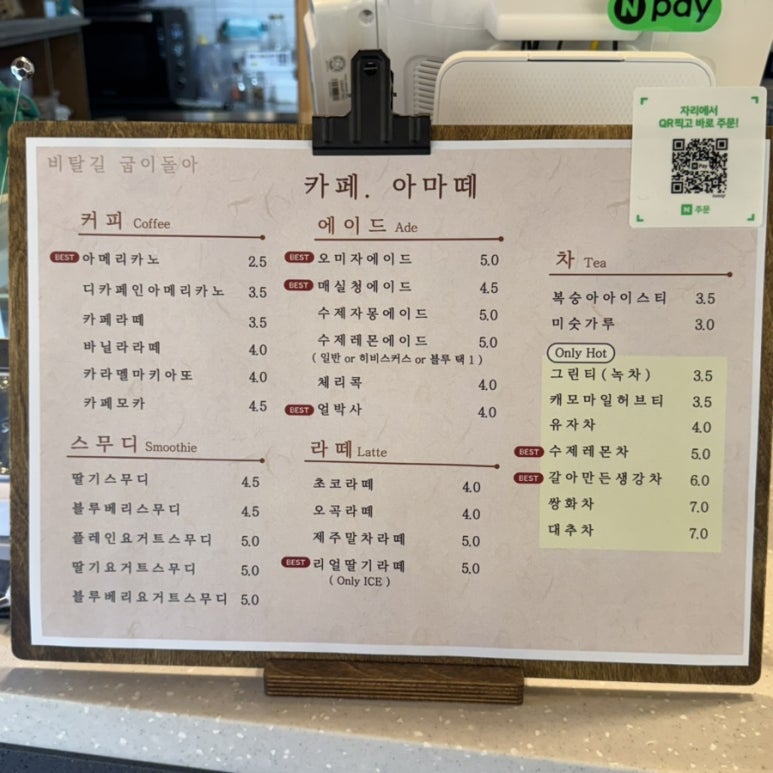 N pay
자리에서
QR찍고 바로 주문!
N 주문
비탈길 굽이돌아
카페. 아마떼
커피 Coffee
BEST 아메리카노 2.5
디카페인아메리카노 3.5
카페라떼 3.5
바닐라라떼 4.0
카라멜마키아또 4.0
카페모카 4.5
스무디 Smoothie
딸기스무디 4.5
블루베리스무디 4.5
플레인요거트스무디 5.0
딸기요거트스무디 5.0
블루베리요거트스무디 5.0
에이드 Ade
BEST 오미자에이드 5.0
BEST 매실청에이드 4.5
수제자몽에이드 5.0
수제레몬에이드 5.0
( 일반 or 히비스커스 or 블루 택 1 )
체리콕 4.0
BEST 얼박사 4.0
라떼 Latte
초코라떼 4.0
오곡라떼 4.0
제주말차라떼 5.0
BEST 리얼딸기라떼 5.0
( Only ICE )
차 Tea
복숭아아이스티 3.5
미숫가루 3.0
Only Hot
그린티(녹차) 3.5
캐모마일허브티 3.5
유자차 4.0
BEST 수제레몬차 5.0
BEST 갈아만든생강차 6.0
쌍화차 7.0
대추차 7.0